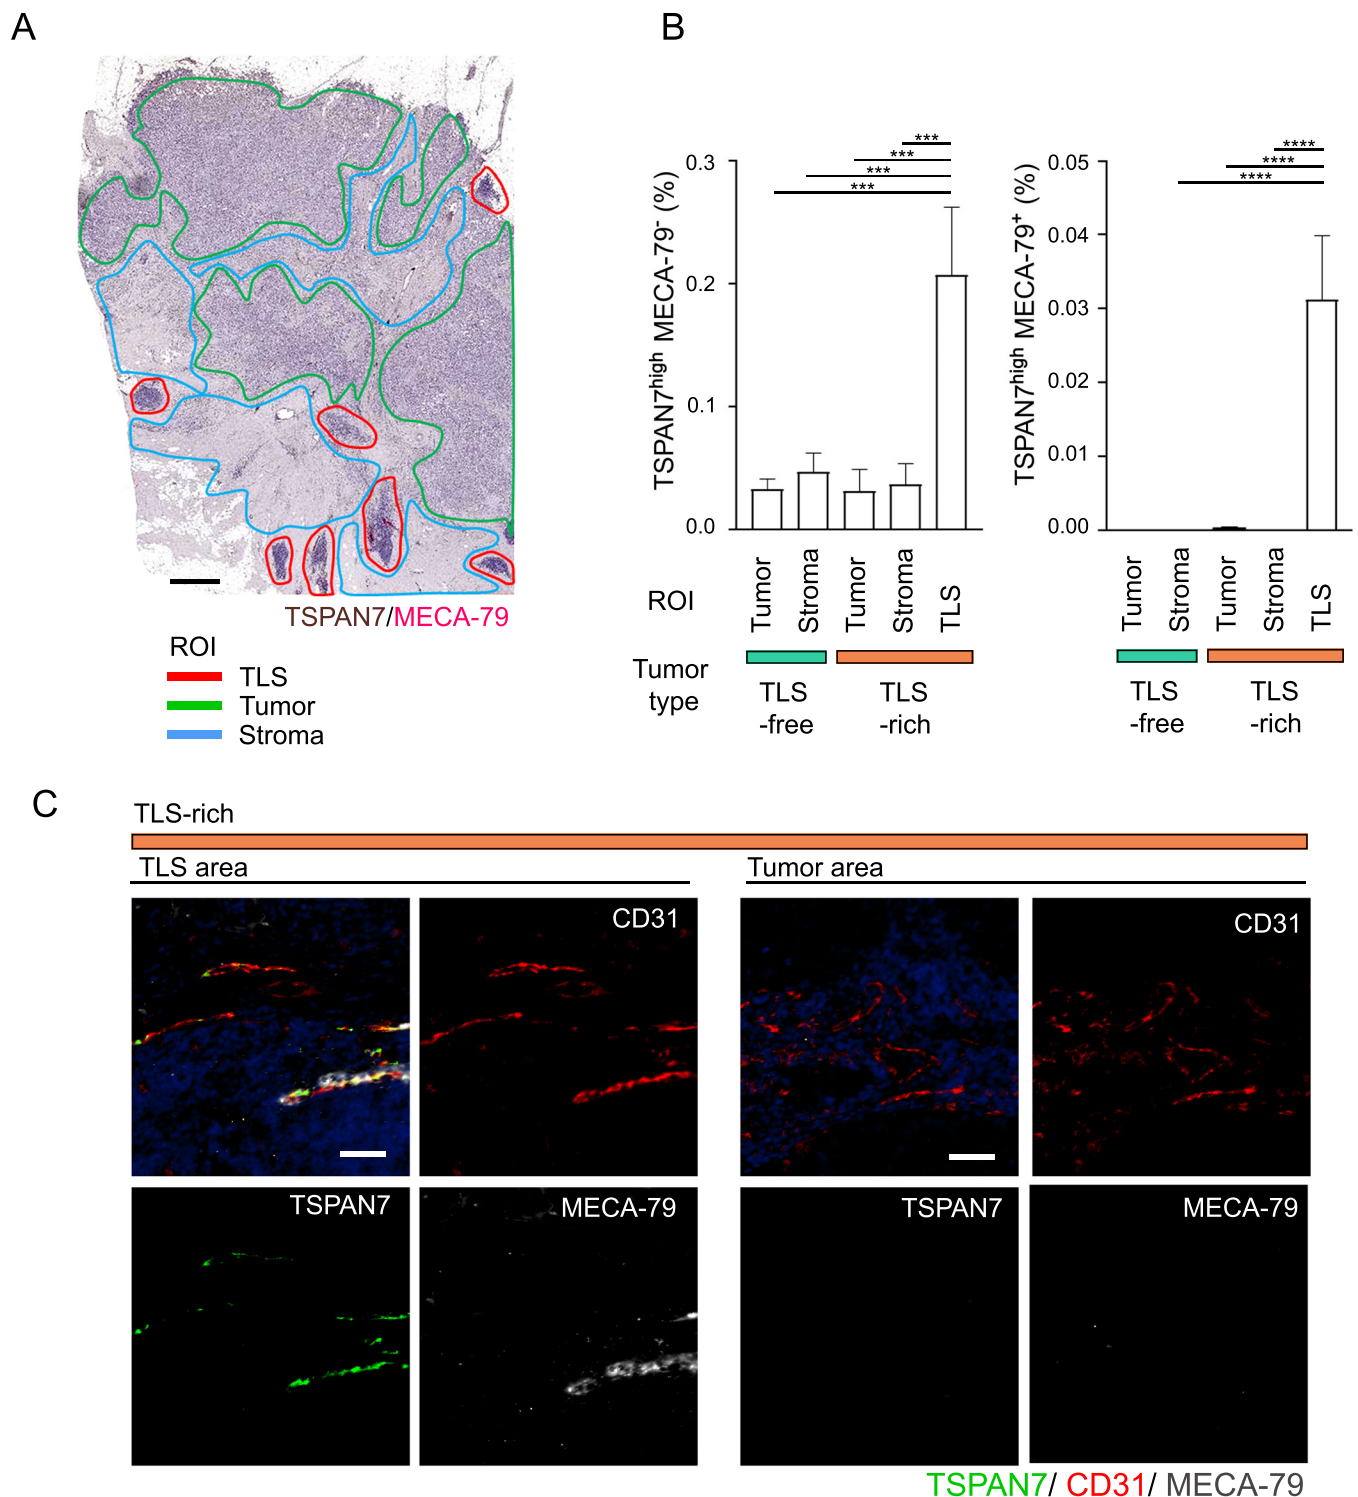 A
TSPAN7/MECA-79
ROI
TLS
Tumor
Stroma
B
TSPAN7high MECA-79- (%)
0.3
0.2
0.1
0.0
***
***
***
***
ROI
Tumor
Stroma
Tumor
Stroma
TLS
Tumor
type
TLS
-free
TLS
-rich
TSPAN7high MECA-79+ (%)
0.05
0.04
0.03
0.02
0.01
0.00
****
****
****
Tumor
Stroma
Tumor
Stroma
TLS
TLS
-free
TLS
-rich
C
TLS-rich
TLS area
Tumor area
CD31
CD31
TSPAN7
MECA-79
TSPAN7
MECA-79
TSPAN7/ CD31/ MECA-79